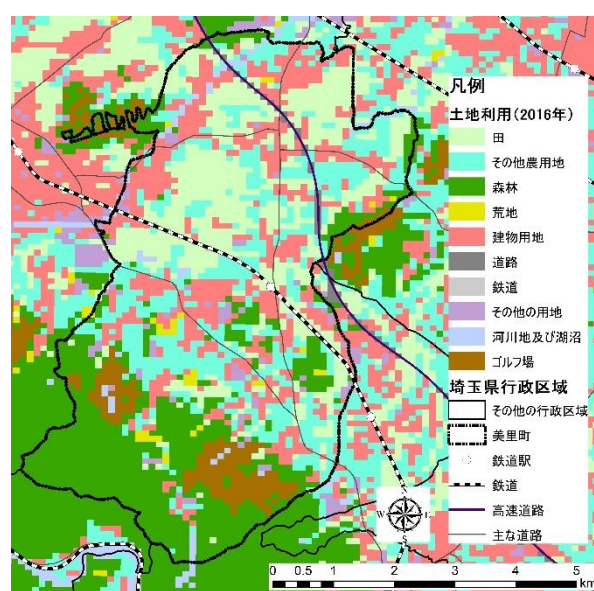 凡例
土地利用(2016年)
田
その他農用地
森林
荒地
建物用地
道路
鉄道
その他の用地
河川地及び湖沼
ゴルフ場
埼玉県行政区域
その他の行政区域
美里町
鉄道駅
鉄道
高速道路
主な道路
W E
S
0 0.5 1 2 3 4 5
km